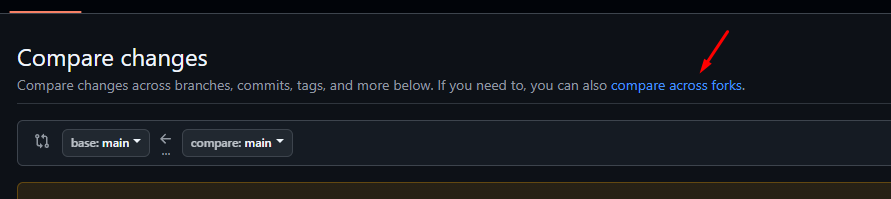 Compare changes
Compare changes across branches, commits, tags, and more below. If you need to, you can also compare across forks.
base: main
...
compare: main